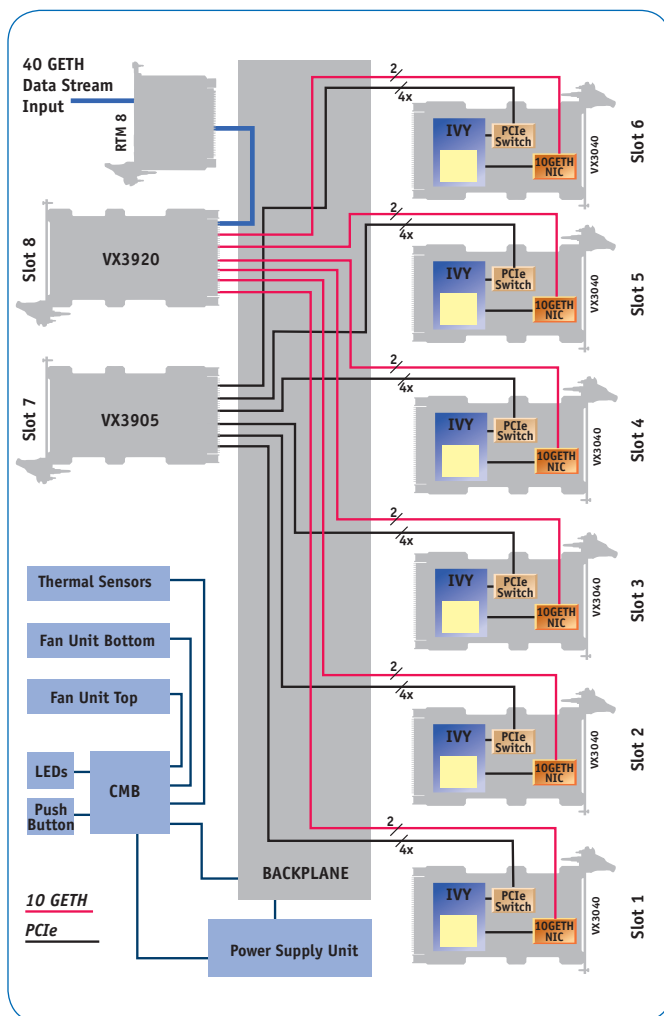 40 GETH
Data Stream
Input
RTM 8
Slot 8
VX3920
Slot 7
VX3905
2
4x
IVY
PCIe
Switch
10GETH
NIC
VX3040
Slot 6
2
4x
IVY
PCIe
Switch
10GETH
NIC
VX3040
Slot 5
2
4x
IVY
PCIe
Switch
10GETH
NIC
VX3040
Slot 4
2
4x
IVY
PCIe
Switch
10GETH
NIC
VX3040
Slot 3
2
4x
IVY
PCIe
Switch
10GETH
NIC
VX3040
Slot 2
2
4x
IVY
PCIe
Switch
10GETH
NIC
VX3040
Slot 1
Thermal Sensors
Fan Unit Bottom
Fan Unit Top
LEDs
Push
Button
CMB
BACKPLANE
Power Supply Unit
10 GETH
PCIe